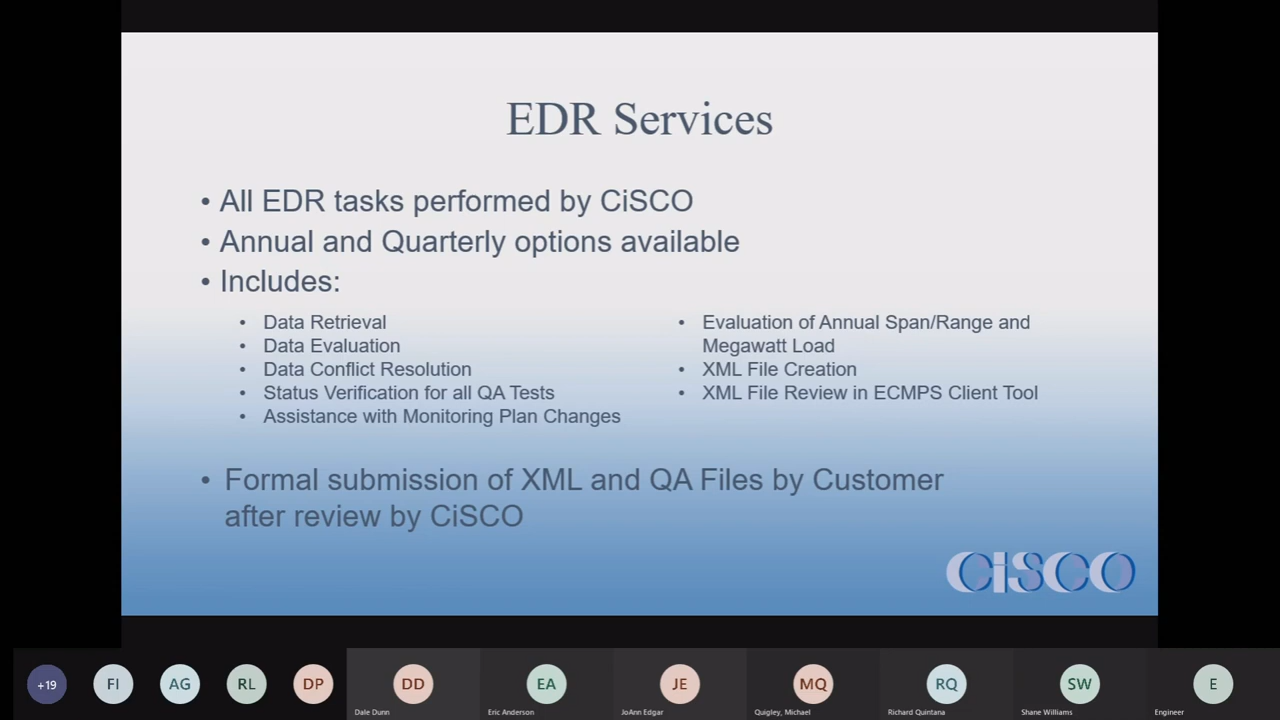 EDR Services
• All EDR tasks performed by CiSCO
• Annual and Quarterly options available
• Includes:
• Data Retrieval
• Data Evaluation
• Data Conflict Resolution
• Status Verification for all QA Tests
• Assistance with Monitoring Plan Changes
• Evaluation of Annual Span/Range and
Megawatt Load
• XML File Creation
• XML File Review in ECMPS Client Tool
• Formal submission of XML and QA Files by Customer
after review by CiSCO
CiSCO
+19 FI AG RL DP DD EA JE MQ RQ SW E
Dale Dunn Eric Anderson JoAnn Edgar Quigley, Michael Richard Quintana Shane Williams Engineer